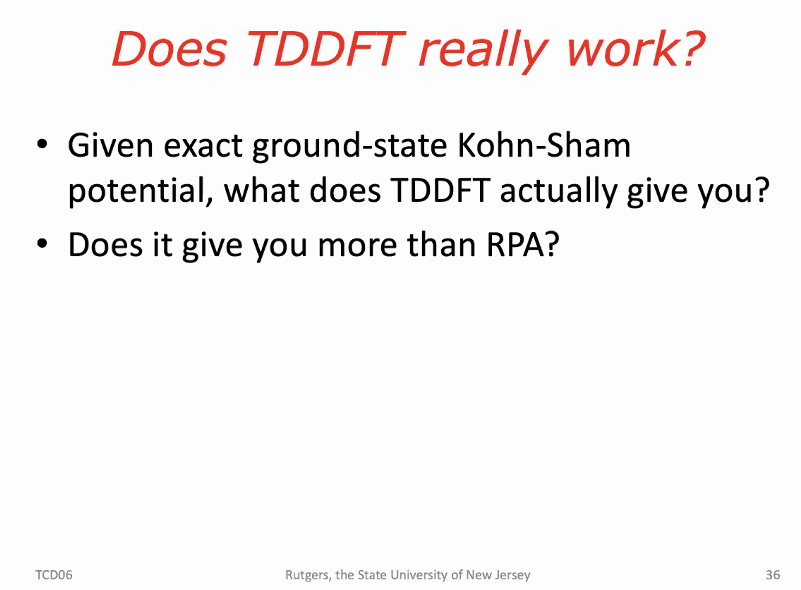 Does TDDFT really work?
• Given exact ground-state Kohn-Sham
potential, what does TDDFT actually give you?
• Does it give you more than RPA?
TCD06
Rutgers, the State University of New Jersey
36